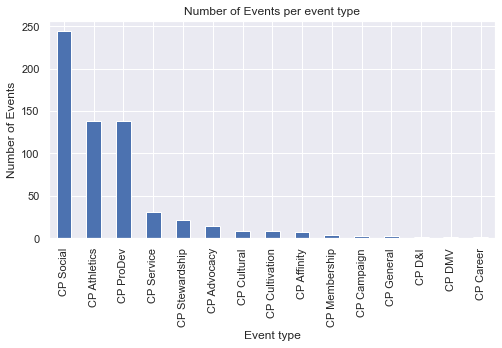 Number of Events per event type
Number of Events
250
200
150
100
50
0
CP Social
CP Athletics
CP ProDev
CP Service
CP Stewardship
CP Advocacy
CP Cultural
CP Cultivation
CP Affinity
CP Membership
CP Campaign
CP General
CP D&I
CP DMV
CP Career
Event type